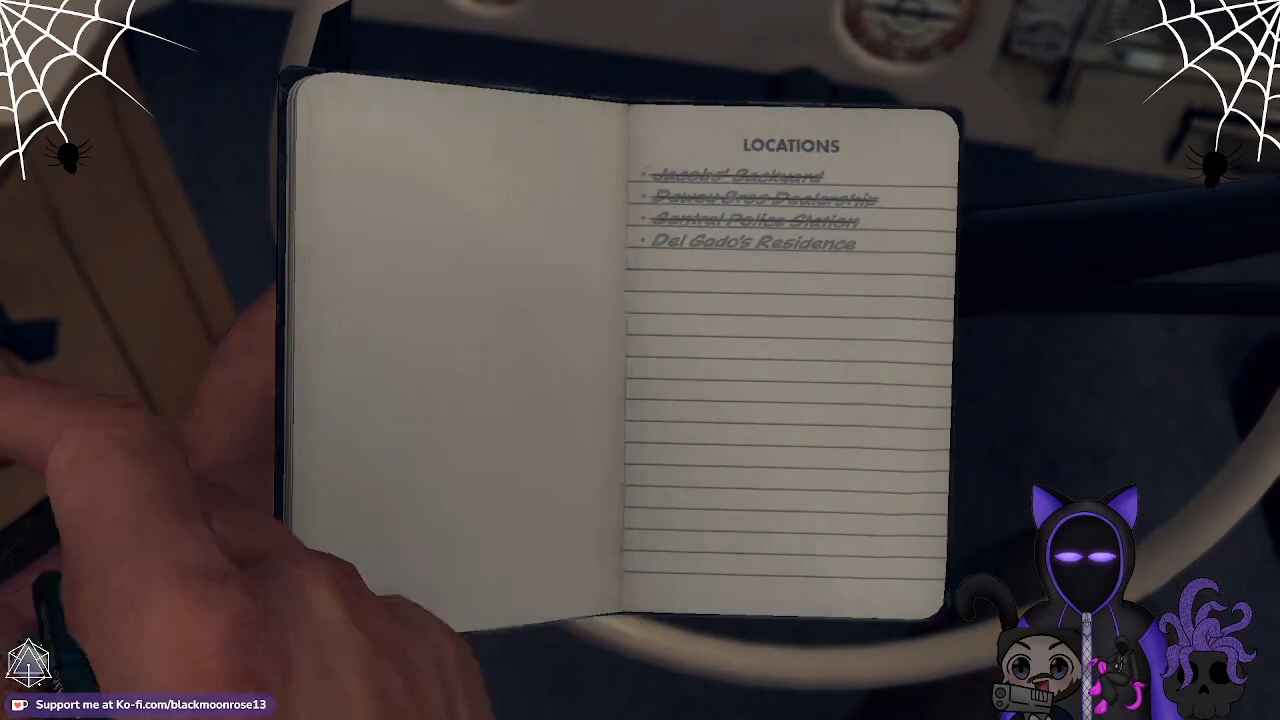 LOCATIONS
• Jacobs' Backyard
• Dewey Bros Dealership
• Central Police Station
• Del Gado's Residence
Support me at Ko-fi.com/blackmoonrose13